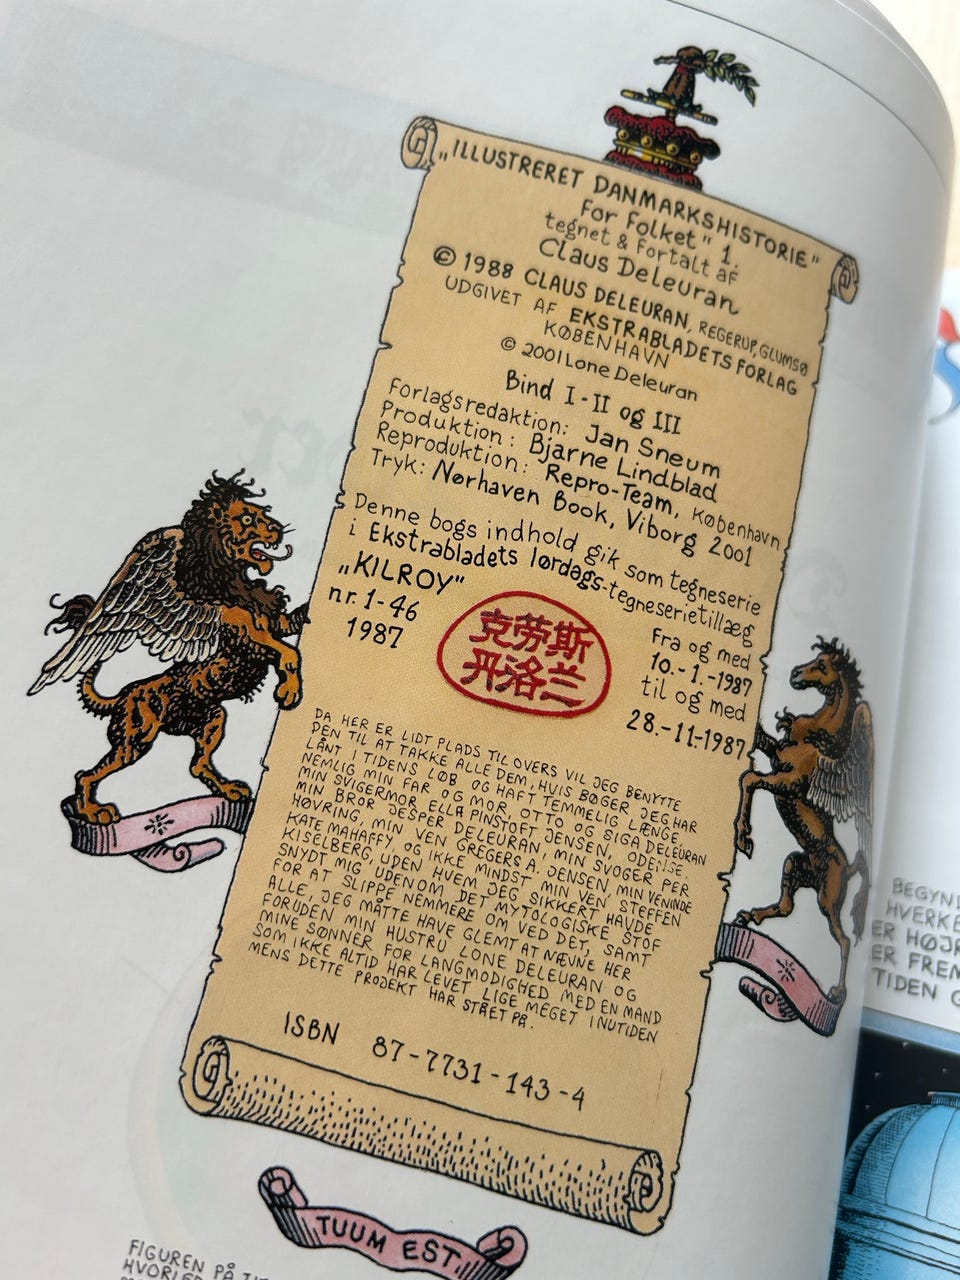 „ILLUSTRERET DANMARKSHISTORIE"
For Folket" 1.
tegnet & fortalt af
Claus Deleuran
© 1988 CLAUS DELEURAN, REGERUP, GLUMSØ
UDGIVET AF EKSTRABLADETS FORLAG
KØBENHAVN
© 2001 Lone Deleuran
Bind I-II og III
Forlagsredaktion: Jan Sneum
Produktion: Bjarne Lindblad
Reproduktion: Repro-Team, København
Tryk: Nørhaven Book, Viborg 2001
Denne bogs indhold gik som tegneserie
i Ekstrabladets lørdags-tegneserietillæg
„KILROY"
nr. 1-46
1987
克劳斯
丹洛兰
Fra og med
10.-1.-1987
til og med
28.-11-1987
DA HER ER LIDT PLADS TIL OVERS VIL JEG BENYTTE
DEN TIL AT TAKKE ALLE DEM, HVIS BØGER JEG HAR
LÅNT I TIDENS LØB OG HAFT TEMMELIG LÆNGE,
NEMLIG MIN FAR OG MOR, OTTO OG SIGA DELEURAN
MIN SVIGERMOR ELLA PINSTOFT JENSEN, ODENSE,
MIN BROR JESPER DELEURAN, MIN SVOGER PER
HØVRING, MIN VEN GREGERS A. JENSEN, MIN VENINDE
KATE MAHAFFY, OG IKKE MINDST MIN VEN STEFFEN
KISELBERG, UDEN HVEM JEG SIKKERT HAVDE
SNYDT MIG UDENOM DET MYTOLOGISKE STOF
FOR AT SLIPPE NEMMERE OM VED DET, SAMT
ALLE, JEG MÅTTE HAVE GLEMT AT NÆVNE HER
FORUDEN MIN HUSTRU LONE DELEURAN OG
MINE SØNNER FOR LANGMODIGHED MED EN MAND
SOM IKKE ALTID HAR LEVET LIGE MEGET I NUTIDEN
MENS DETTE PROJEKT HAR STÅET PÅ.
ISBN 87-7731-143-4
TUUM EST
FIGUREN PÅ
BEGYND
HVERKE
ER HØJR
ER FREM
TIDEN G